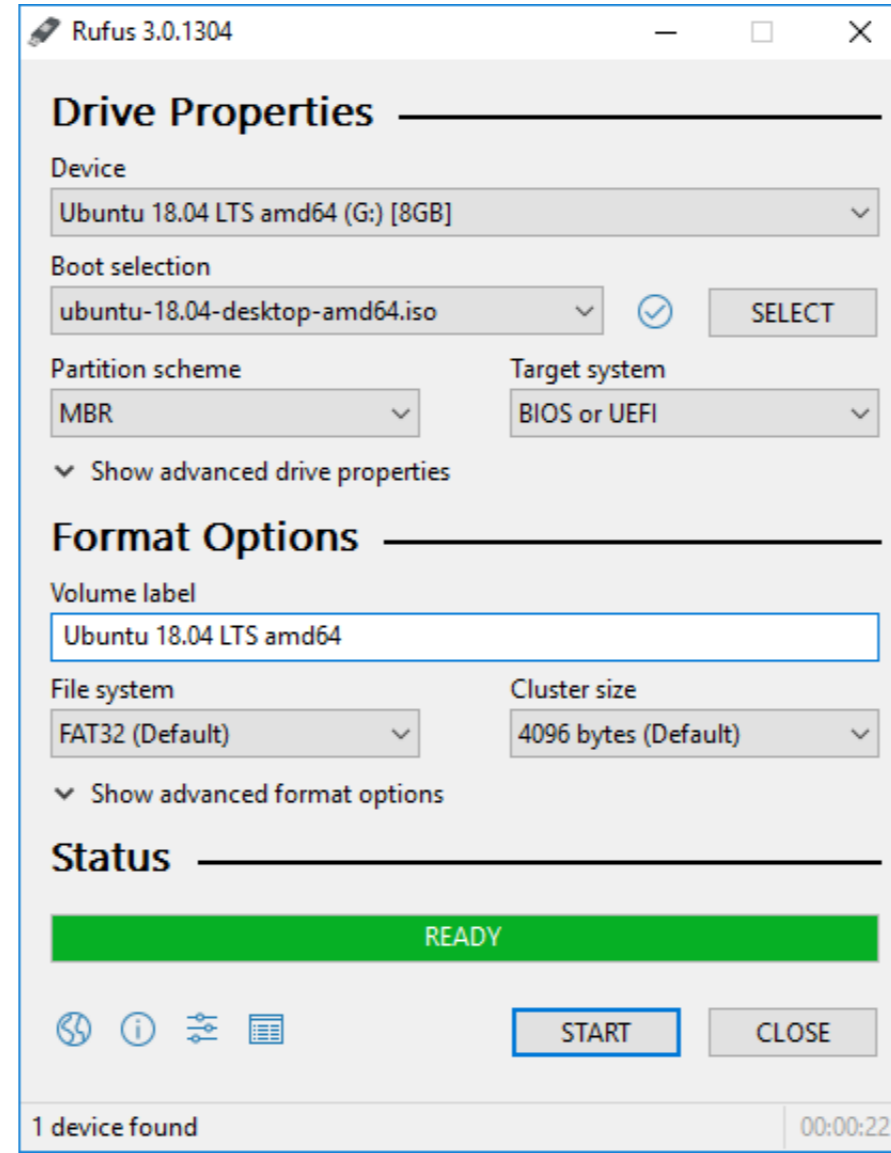 Rufus 3.0.1304
Drive Properties
Device
Ubuntu 18.04 LTS amd64 (G:) [8GB]
Boot selection
ubuntu-18.04-desktop-amd64.iso
SELECT
Partition scheme
Target system
MBR
BIOS or UEFI
Show advanced drive properties
Format Options
Volume label
Ubuntu 18.04 LTS amd64
File system
Cluster size
FAT32 (Default)
4096 bytes (Default)
Show advanced format options
Status
READY
START
CLOSE
1 device found
00:00:22